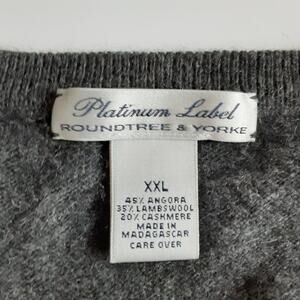 Platinum Label
ROUNDTREE & YORKE
XXL
45% ANGORA
35% LAMBSWOOL
20% CASHMERE
MADE IN
MADAGASCAR
CARE OVER